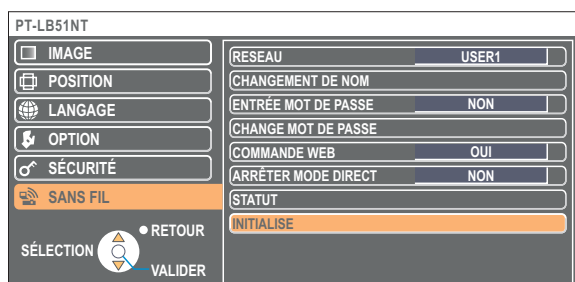 PT-LB51NT
IMAGE
POSITION
LANGAGE
OPTION
SÉCURITÉ
SANS FIL
RETOUR
SÉLECTION
VALIDER
RESEAU USER1
CHANGEMENT DE NOM
ENTRÉE MOT DE PASSE NON
CHANGE MOT DE PASSE
COMMANDE WEB OUI
ARRÊTER MODE DIRECT NON
STATUT
INITIALISE